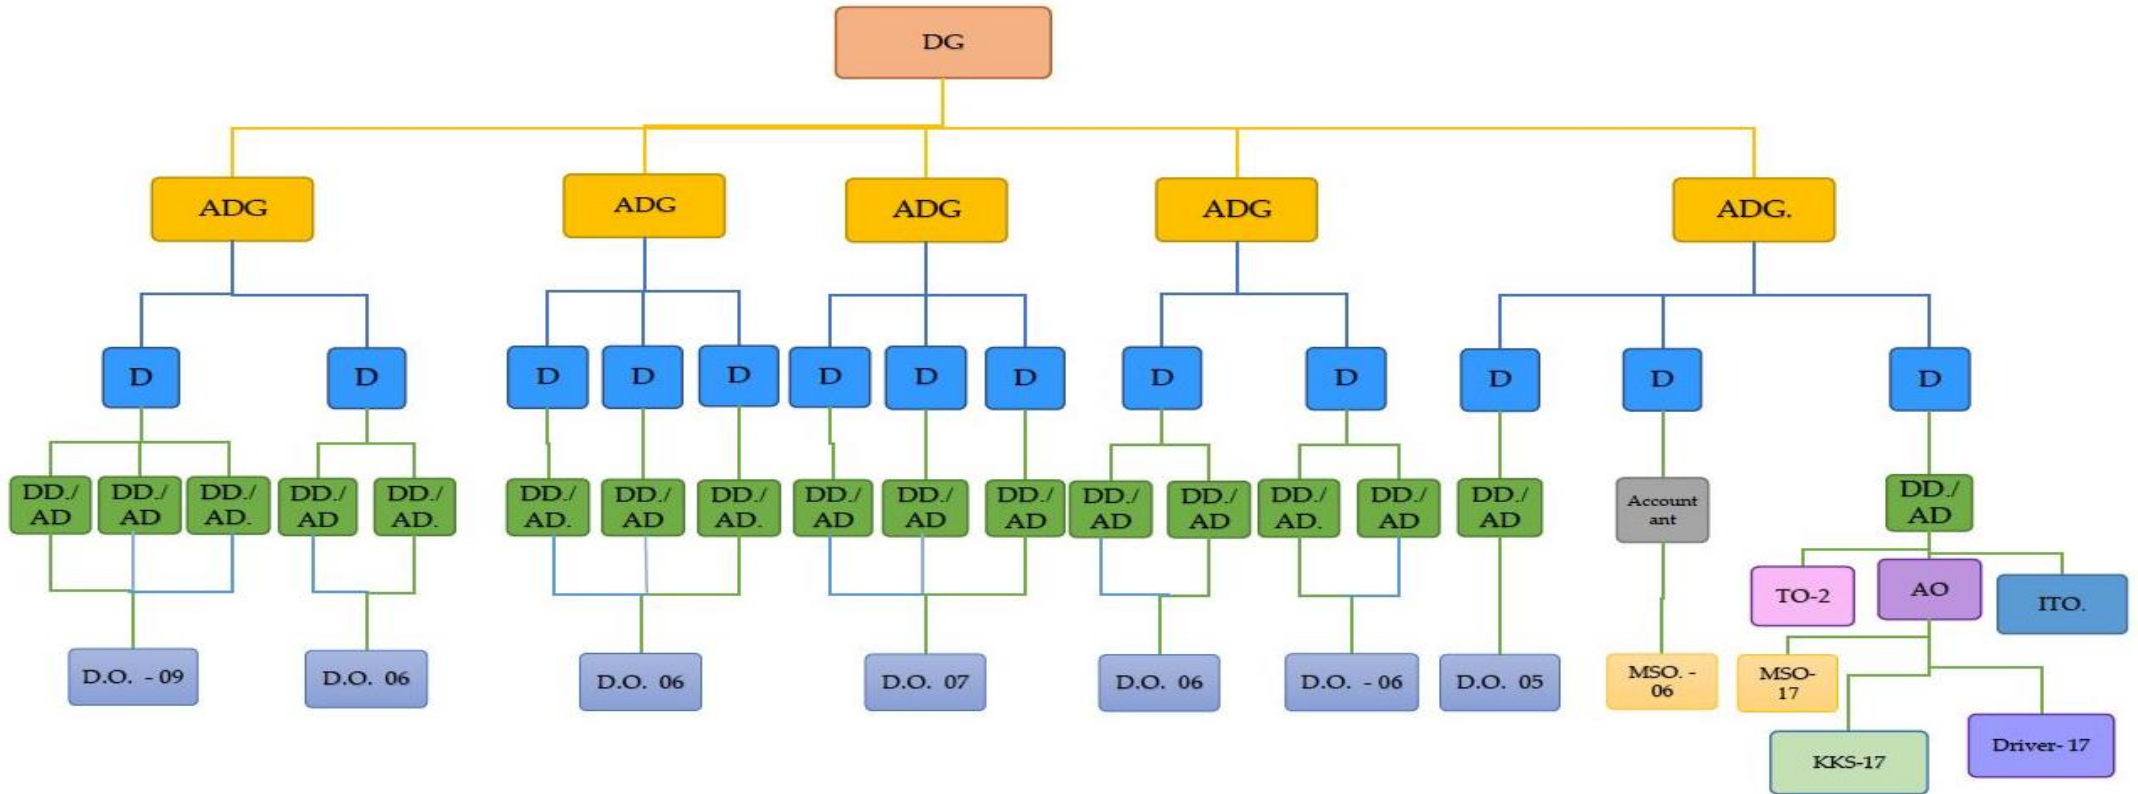 DG
ADG
ADG
ADG
ADG
ADG.
D
D
D
D
D
D
D
D
D
D
D
D
D
DD./
AD
DD./
AD
DD./
AD.
DD./
AD
DD./
AD.
DD./
AD.
DD./
AD
DD./
AD.
DD./
AD
DD./
AD
DD./
AD
DD./
AD
DD./
AD
DD./
AD.
DD./
AD
DD./
AD
Account
ant
DD./
AD
TO-2
AO
ITO.
D.O. - 09
D.O. 06
D.O. 06
D.O. 07
D.O. 06
D.O. - 06
D.O. 05
MSO. -
06
MSO-
17
KKS-17
Driver- 17